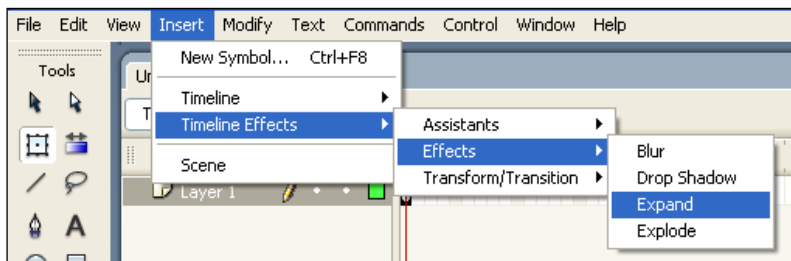 File Edit View Insert Modify Text Commands Control Window Help
Tools
Un
New Symbol... Ctrl+F8
T
Timeline
Timeline Effects
Scene
Assistants
Effects
Transform/Transition
Blur
Drop Shadow
Expand
Explode
Layer 1
A